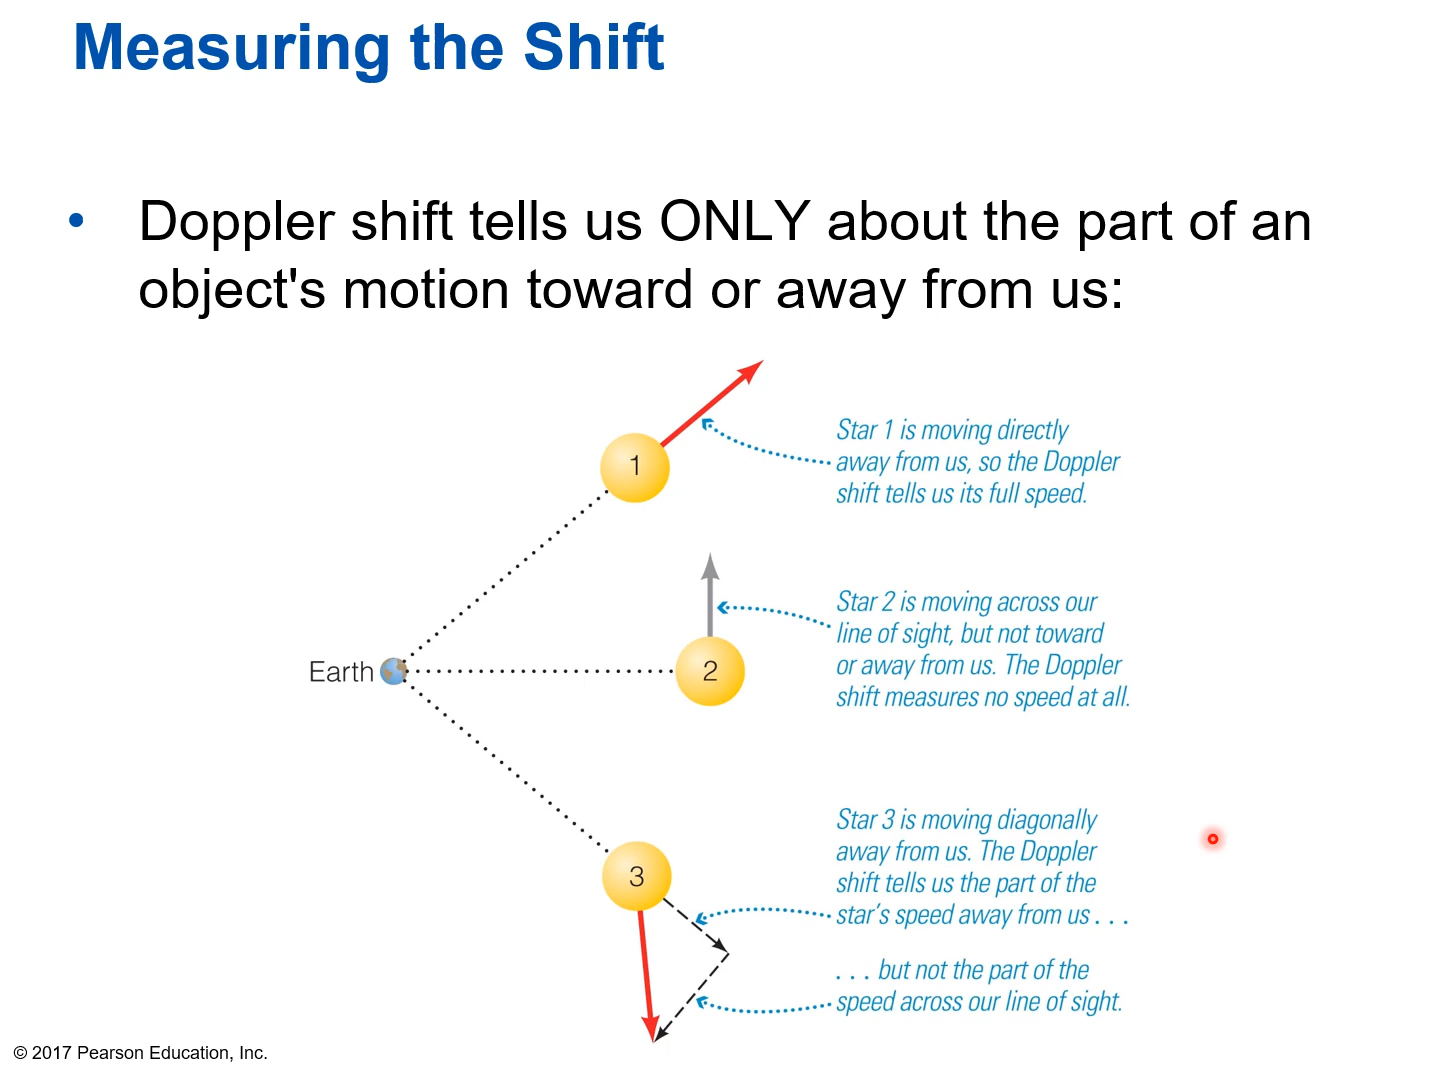 Measuring the Shift
• Doppler shift tells us ONLY about the part of an
object's motion toward or away from us:
1
Star 1 is moving directly
away from us, so the Doppler
shift tells us its full speed.
Earth
2
Star 2 is moving across our
line of sight, but not toward
or away from us. The Doppler
shift measures no speed at all.
3
Star 3 is moving diagonally
away from us. The Doppler
shift tells us the part of the
star’s speed away from us . . .
. . . but not the part of the
speed across our line of sight.
© 2017 Pearson Education, Inc.